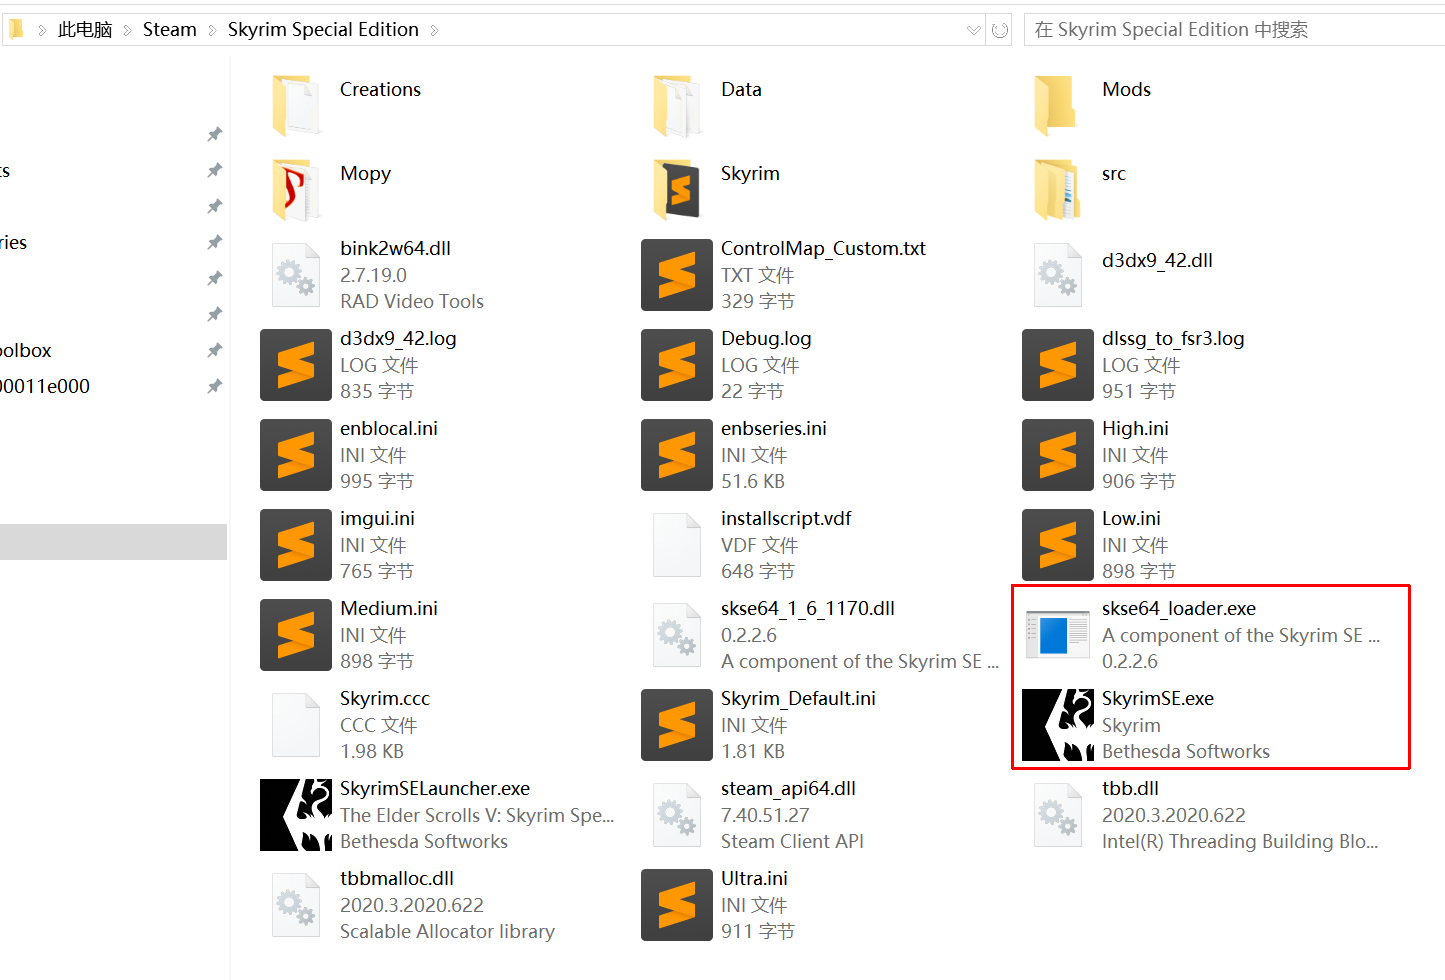 此电脑 Steam Skyrim Special Edition
在 Skyrim Special Edition 中搜索
ts
ries
oolbox
00011e000
Creations
Data
Mods
Mopy
Skyrim
src
bink2w64.dll
2.7.19.0
RAD Video Tools
ControlMap_Custom.txt
TXT 文件
329 字节
d3dx9_42.dll
d3dx9_42.log
LOG 文件
835 字节
Debug.log
LOG 文件
22 字节
dlssg_to_fsr3.log
LOG 文件
951 字节
enblocal.ini
INI 文件
995 字节
enbseries.ini
INI 文件
51.6 KB
High.ini
INI 文件
906 字节
imgui.ini
INI 文件
765 字节
installscript.vdf
VDF 文件
648 字节
Low.ini
INI 文件
898 字节
Medium.ini
INI 文件
898 字节
skse64_1_6_1170.dll
0.2.2.6
A component of the Skyrim SE ...
skse64_loader.exe
A component of the Skyrim SE ...
0.2.2.6
Skyrim.ccc
CCC 文件
1.98 KB
Skyrim_Default.ini
INI 文件
1.81 KB
SkyrimSE.exe
Skyrim
Bethesda Softworks
SkyrimSELauncher.exe
The Elder Scrolls V: Skyrim Spe...
Bethesda Softworks
steam_api64.dll
7.40.51.27
Steam Client API
tbb.dll
2020.3.2020.622
Intel(R) Threading Building Blo...
tbbmalloc.dll
2020.3.2020.622
Scalable Allocator library
Ultra.ini
INI 文件
911 字节